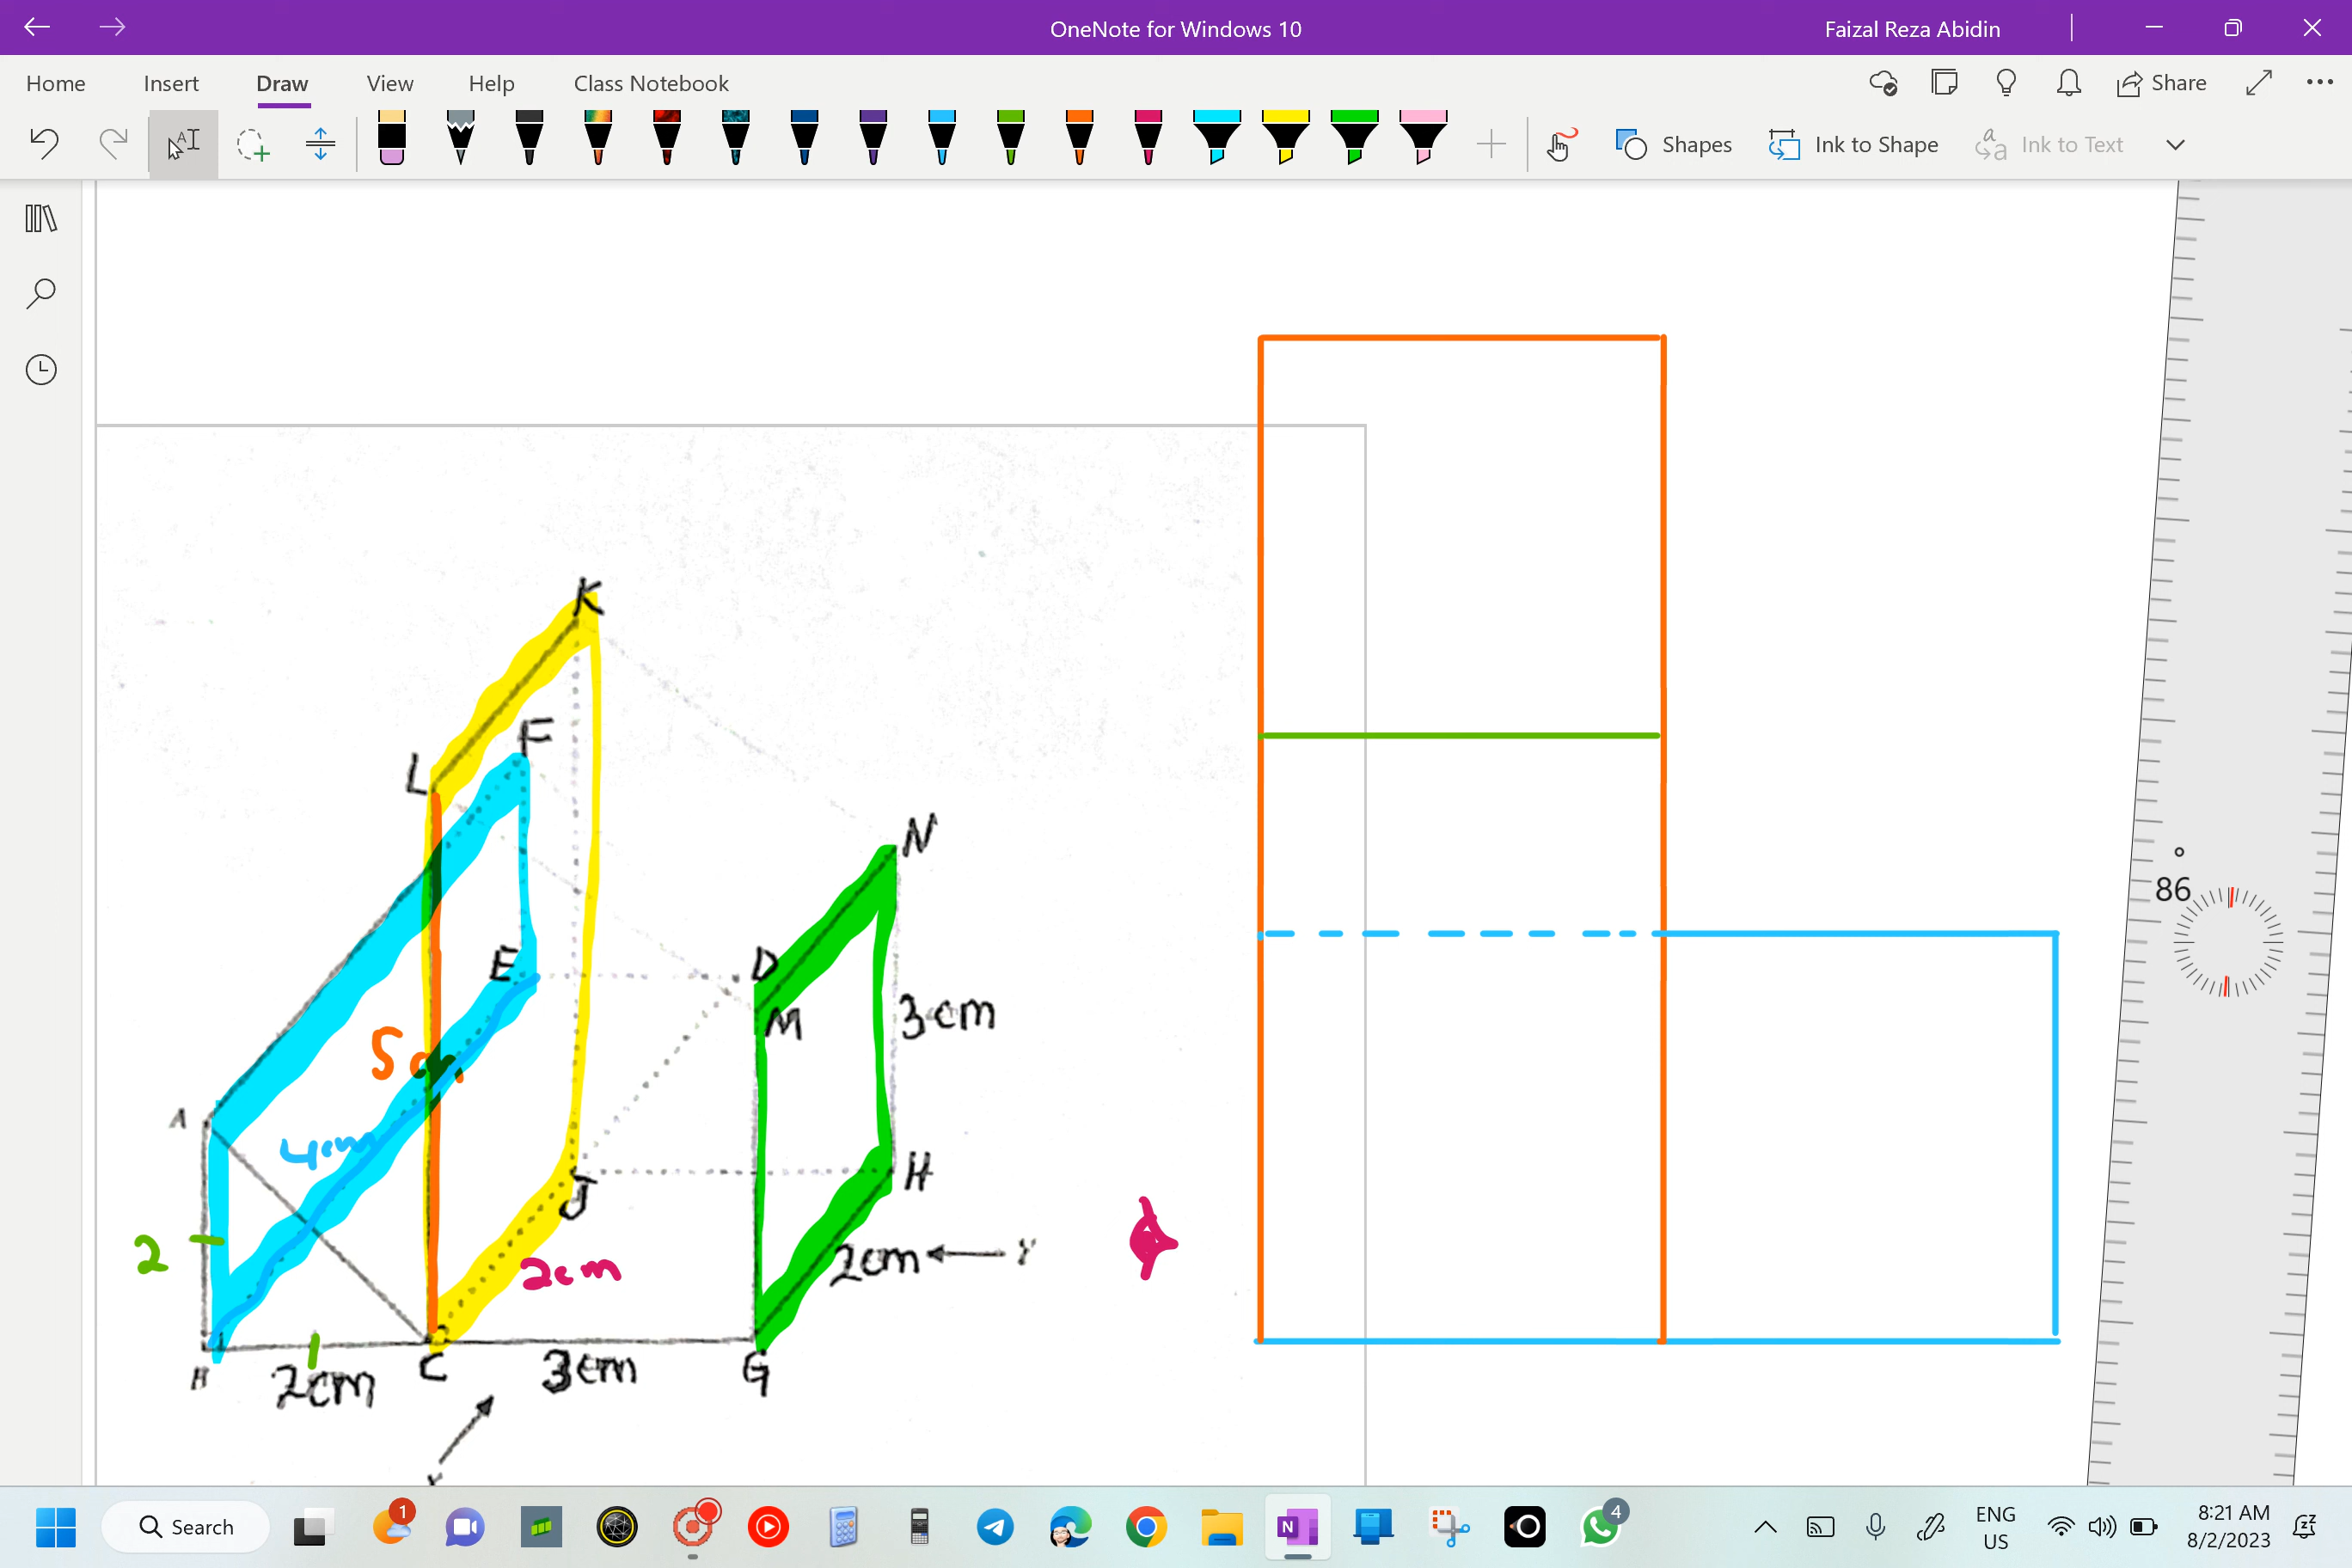 OneNote for Windows 10
Faizal Reza Abidin
Home Insert Draw View Help Class Notebook
Share
Shapes Ink to Shape Ink to Text
K
F
L
N
D
E
M
3cm
5cm
A
4cm
J
H
2
2cm
2cm
Y
C
G
2cm
3cm
86
Search
1
4
ENG
US
8:21 AM
8/2/2023